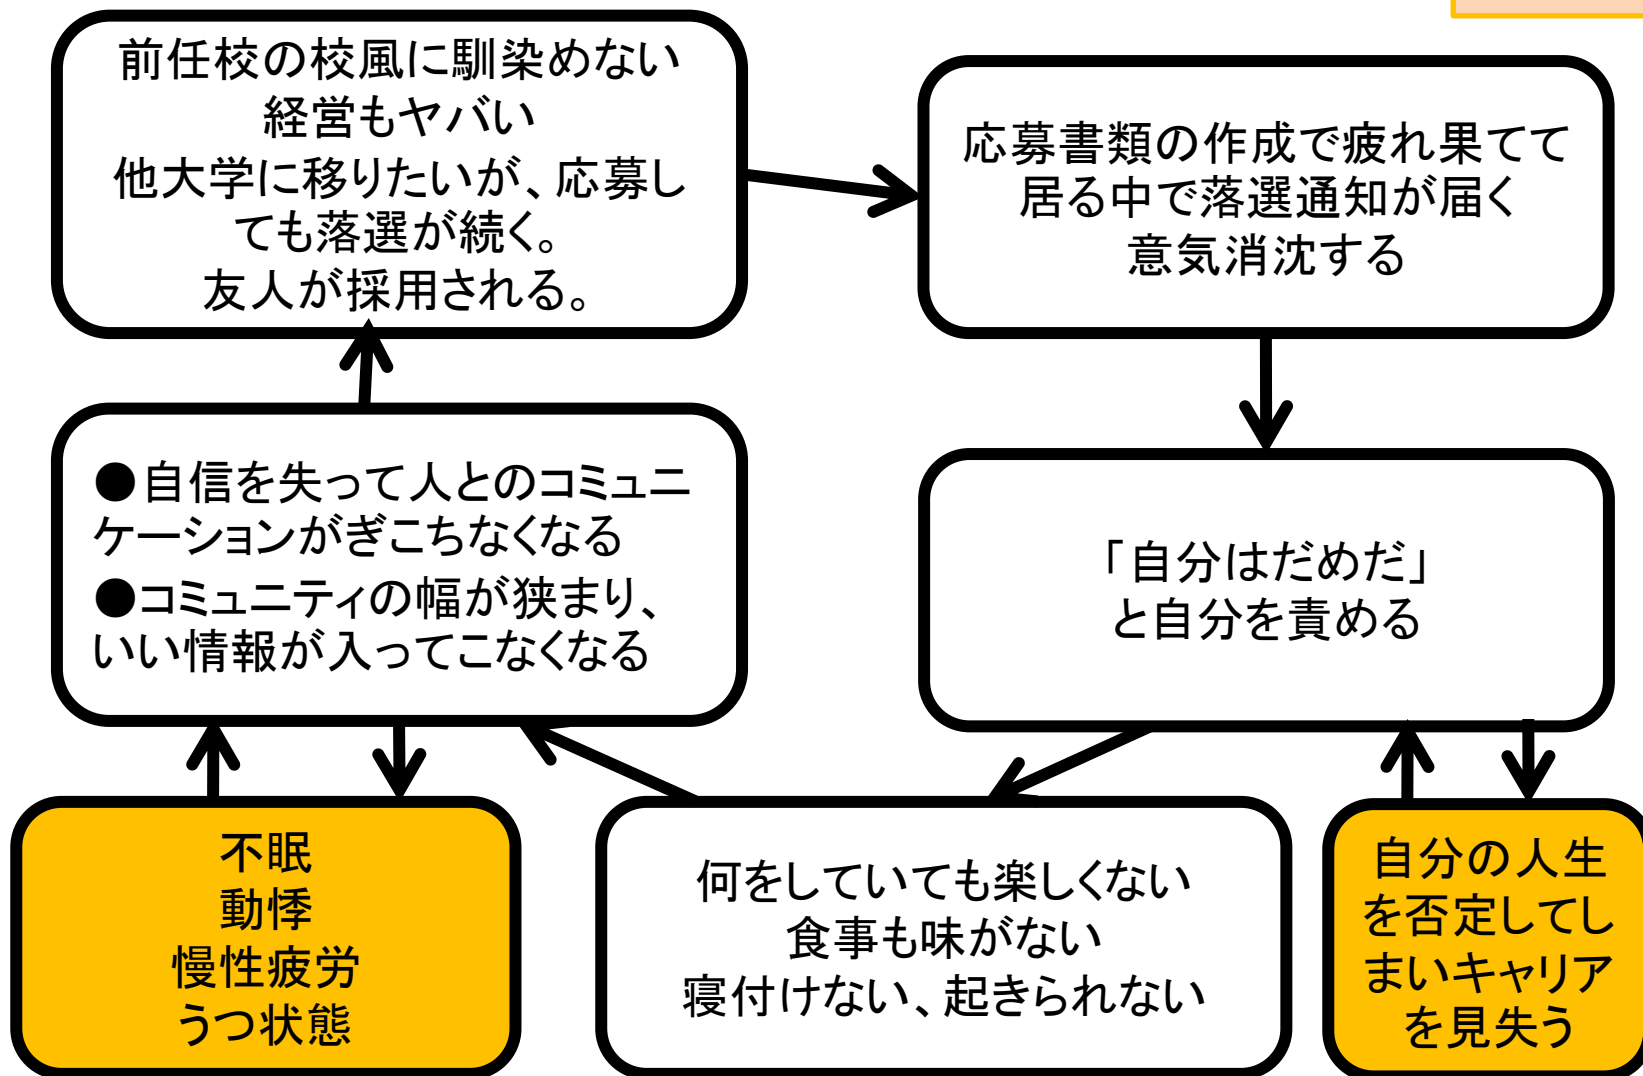 前任校の校風に馴染めない
経営もヤバい
他大学に移りたいが、応募し
ても落選が続く。
友人が採用される。
応募書類の作成で疲れ果てて
居る中で落選通知が届く
意気消沈する
●自信を失って人とのコミュニ
ケーションがぎこちなくなる
●コミュニティの幅が狭まり、
いい情報が入ってこなくなる
「自分はだめだ」
と自分を責める
不眠
動悸
慢性疲労
うつ状態
何をしていても楽しくない
食事も味がない
寝付けない、起きられない
自分の人生
を否定してし
まいキャリア
を見失う